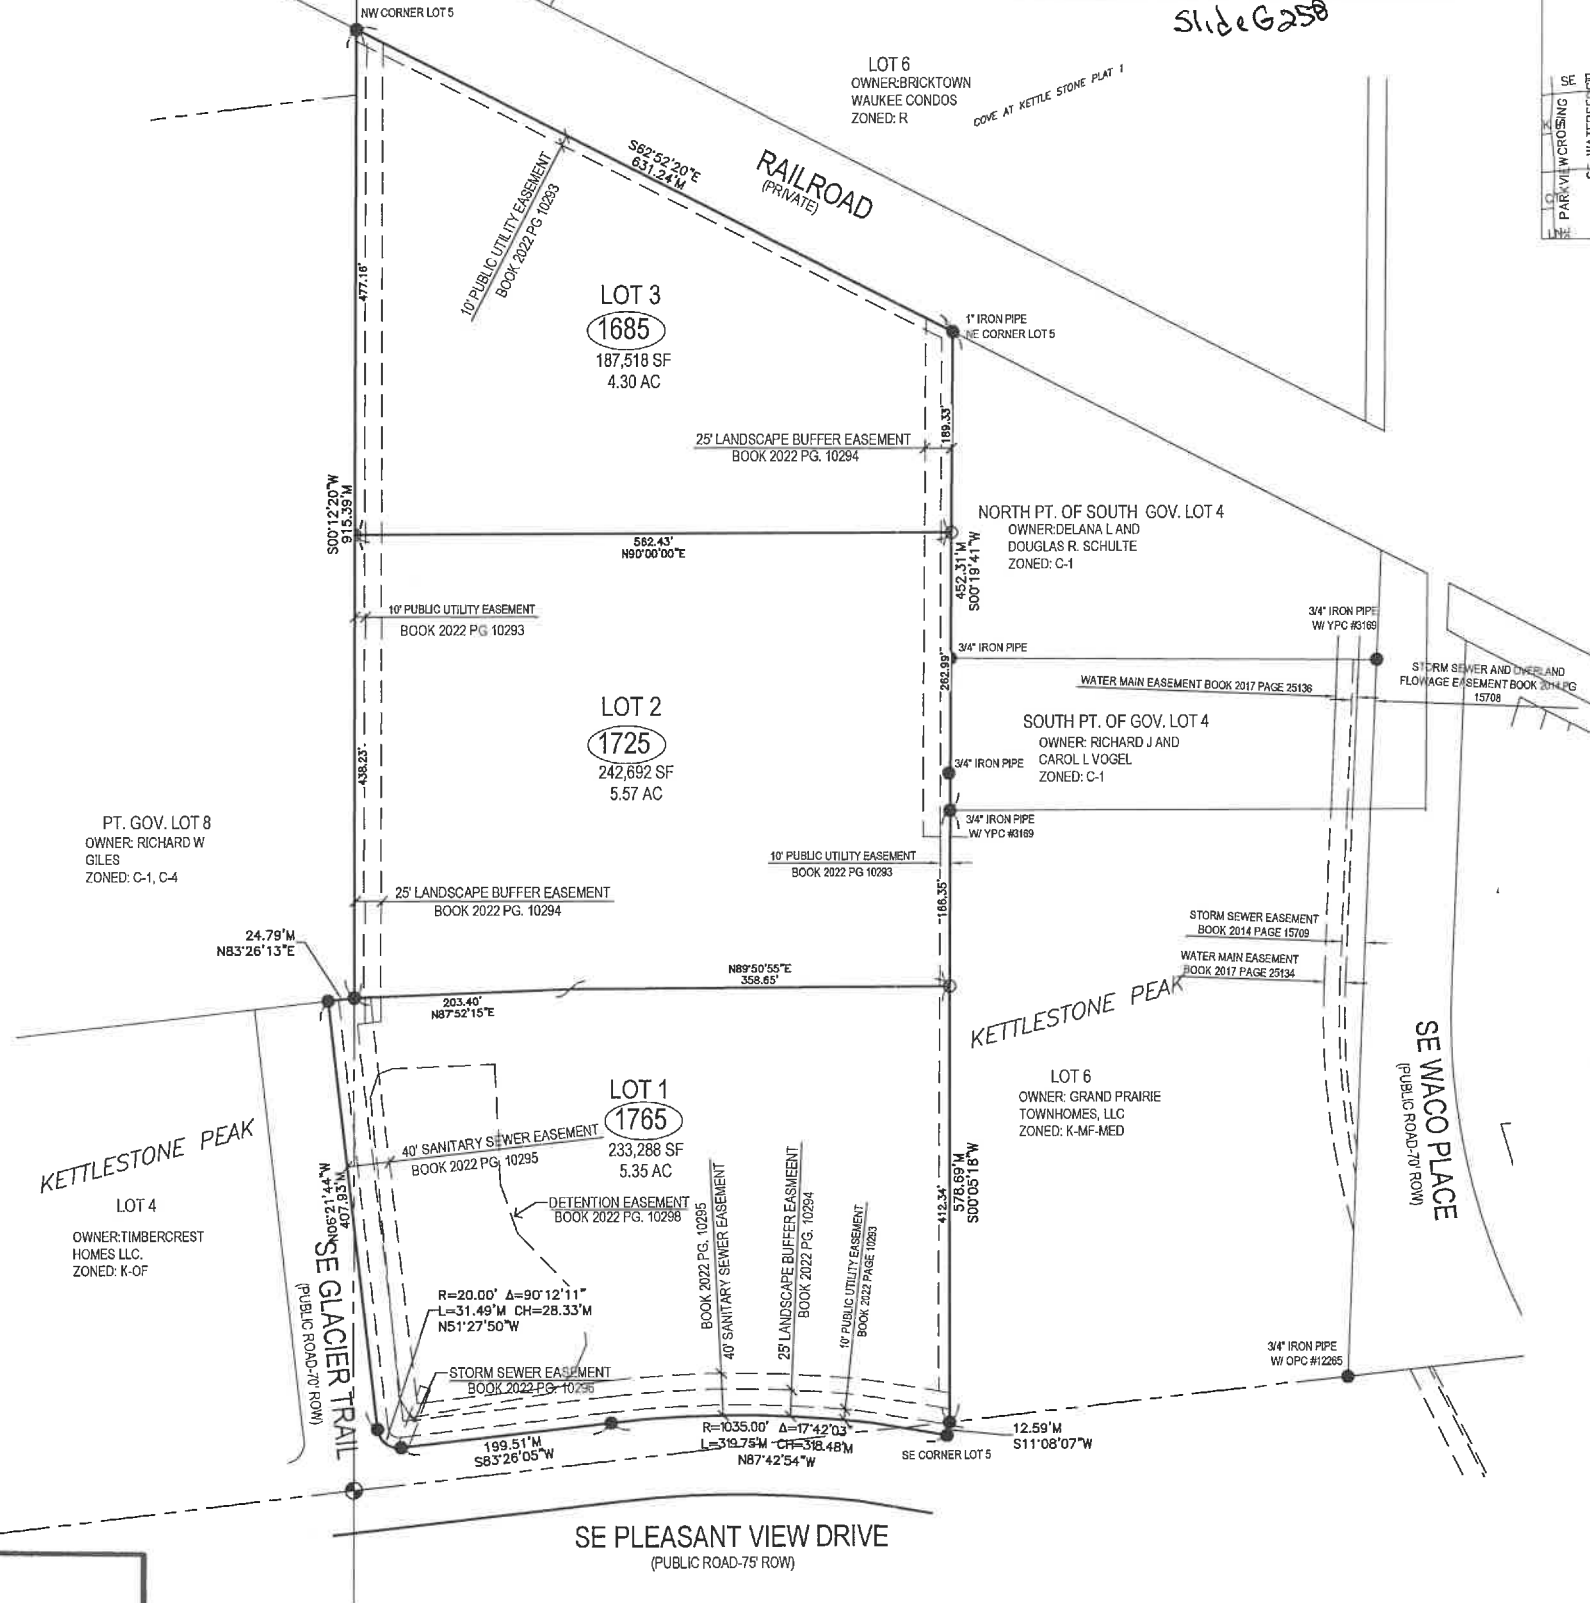 NW CORNER LOT 5
Slide G258
LOT 6
OWNER:BRICKTOWN
WAUKEE CONDOS
ZONED: R
COVE AT KETTLE STONE PLAT 1
SE
PARKVIEWCROSING
RAILROAD
(PRIVATE)
S62°52'20"E
631.24'M
10' PUBLIC UTILITY EASEMENT
BOOK 2022 PG 10293
477.16'
LOT 3
1685
187,518 SF
4.30 AC
1" IRON PIPE
NE CORNER LOT 5
189.33'
25' LANDSCAPE BUFFER EASEMENT
BOOK 2022 PG. 10294
S00°12'20"W
915.39'M
562.43'
N90°00'00"E
NORTH PT. OF SOUTH GOV. LOT 4
OWNER:DELANA L AND
DOUGLAS R. SCHULTE
ZONED: C-1
452.31'M
S00°19'41"W
10' PUBLIC UTILITY EASEMENT
BOOK 2022 PG 10293
3/4" IRON PIPE
W/ YPC #3169
3/4" IRON PIPE
262.99'
WATER MAIN EASEMENT BOOK 2017 PAGE 25136
STORM SEWER AND OVERLAND
FLOWAGE EASEMENT BOOK 2014 PG
15708
LOT 2
1725
242,692 SF
5.57 AC
438.23'
SOUTH PT. OF GOV. LOT 4
OWNER: RICHARD J AND
CAROL L VOGEL
ZONED: C-1
3/4" IRON PIPE
3/4" IRON PIPE
W/ YPC #3169
PT. GOV. LOT 8
OWNER: RICHARD W
GILES
ZONED: C-1, C-4
10' PUBLIC UTILITY EASEMENT
BOOK 2022 PG 10293
166.35'
25' LANDSCAPE BUFFER EASEMENT
BOOK 2022 PG. 10294
24.79'M
N83°26'13"E
STORM SEWER EASEMENT
BOOK 2014 PAGE 15709
WATER MAIN EASEMENT
BOOK 2017 PAGE 25134
N89°50'55"E
358.65'
203.40'
N87°52'15"E
KETTLESTONE PEAK
LOT 6
OWNER: GRAND PRAIRIE
TOWNHOMES, LLC
ZONED: K-MF-MED
SE WACO PLACE
(PUBLIC ROAD-70' ROW)
LOT 1
1765
233,288 SF
5.35 AC
40' SANITARY SEWER EASEMENT
BOOK 2022 PG. 10295
KETTLESTONE PEAK
LOT 4
OWNER:TIMBERCREST
HOMES LLC.
ZONED: K-OF
N06°21'44"W
407.93'M
SE GLACIER TRAIL
(PUBLIC ROAD-70' ROW)
DETENTION EASEMENT
BOOK 2022 PG. 10298
BOOK 2022 PG. 10295
40' SANITARY SEWER EASEMENT
25' LANDSCAPE BUFFER EASMEENT
BOOK 2022 PG. 10294
10' PUBLIC UTILITY EASEMENT
BOOK 2022 PAGE 10293
412.34'
578.69'M
S00°05'18"W
R=20.00' Δ=90°12'11"
L=31.49'M CH=28.33'M
N51°27'50"W
STORM SEWER EASEMENT
BOOK 2022 PG. 10296
3/4" IRON PIPE
W/ OPC #12265
R=1035.00' Δ=17°42'03"
L=319.75'M CH=318.48'M
N87°42'54"W
199.51'M
S83°26'05"W
12.59'M
S11°08'07"W
SE CORNER LOT 5
SE PLEASANT VIEW DRIVE
(PUBLIC ROAD-75' ROW)